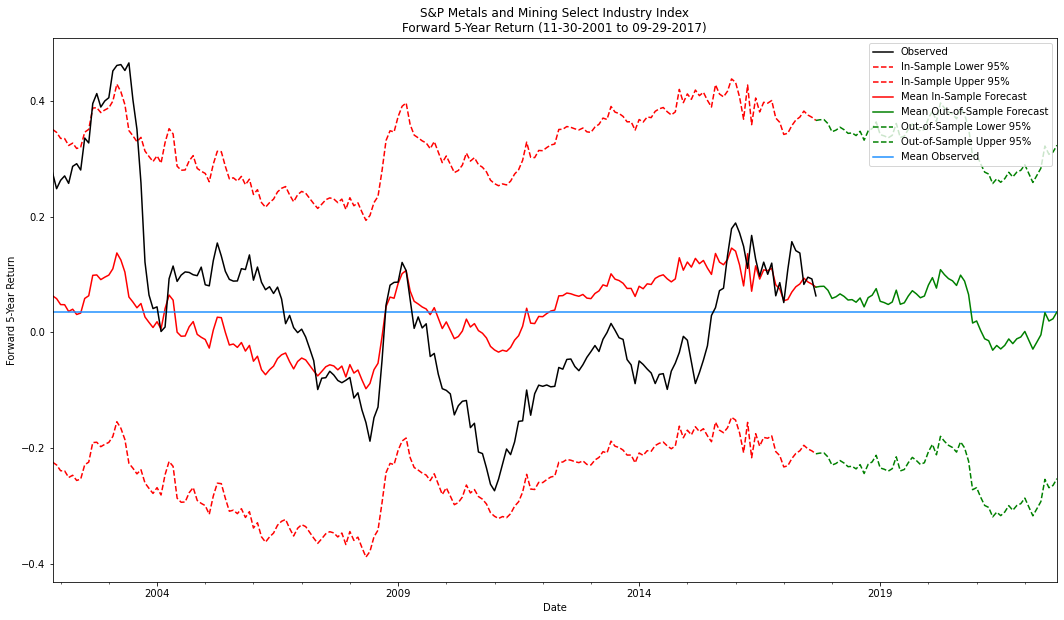 S&P Metals and Mining Select Industry Index
Forward 5-Year Return (11-30-2001 to 09-29-2017)
Observed
In-Sample Lower 95%
In-Sample Upper 95%
Mean In-Sample Forecast
Mean Out-of-Sample Forecast
Out-of-Sample Lower 95%
Out-of-Sample Upper 95%
Mean Observed
Forward 5-Year Return
0.4
0.2
0.0
−0.2
−0.4
2004
2009
2014
2019
Date